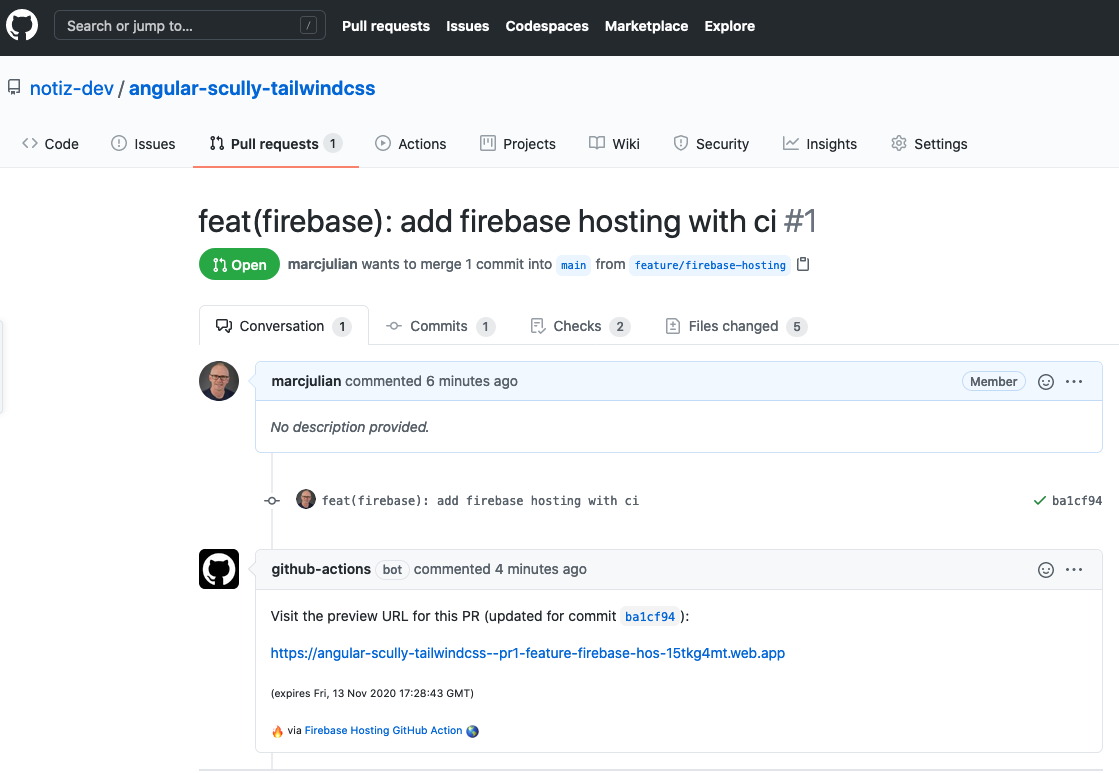 Search or jump to... /
Pull requests Issues Codespaces Marketplace Explore
notiz-dev / angular-scully-tailwindcss
Code Issues Pull requests 1 Actions Projects Wiki Security Insights Settings
feat(firebase): add firebase hosting with ci #1
Open marcjulian wants to merge 1 commit into main from feature/firebase-hosting
Conversation 1 Commits 1 Checks 2 Files changed 5
marcjulian commented 6 minutes ago Member
No description provided.
feat(firebase): add firebase hosting with ci ba1cf94
github-actions bot commented 4 minutes ago
Visit the preview URL for this PR (updated for commit ba1cf94 ):
https://angular-scully-tailwindcss--pr1-feature-firebase-hos-15tkg4mt.web.app
(expires Fri, 13 Nov 2020 17:28:43 GMT)
🔥 via Firebase Hosting GitHub Action 🌎